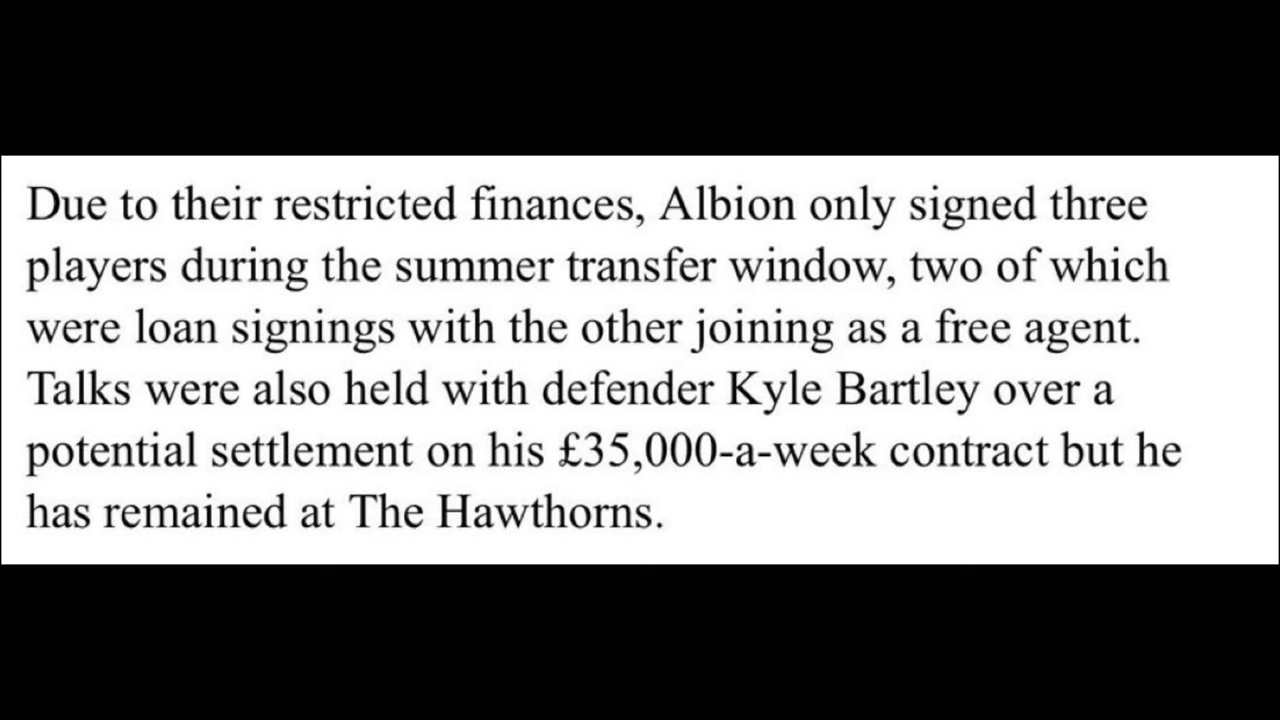 Due to their restricted finances, Albion only signed three
players during the summer transfer window, two of which
were loan signings with the other joining as a free agent.
Talks were also held with defender Kyle Bartley over a
potential settlement on his £35,000-a-week contract but he
has remained at The Hawthorns.